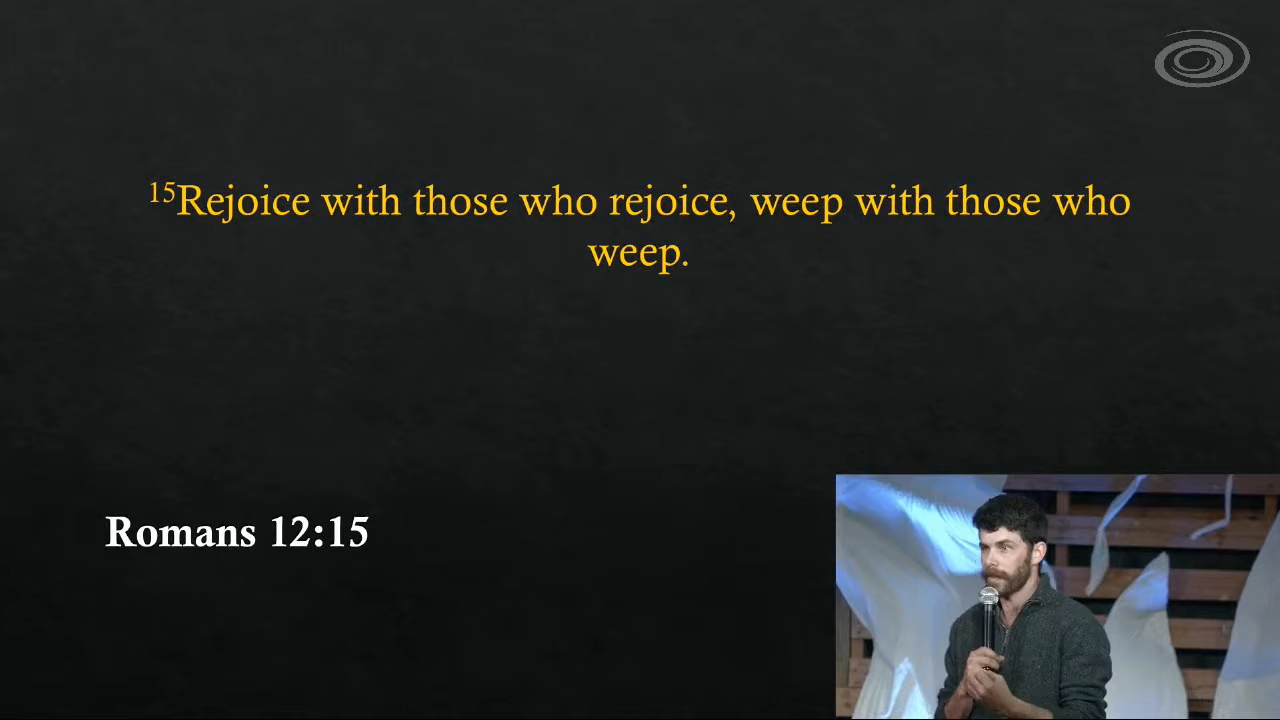 ¹⁵Rejoice with those who rejoice, weep with those who
weep.
Romans 12:15